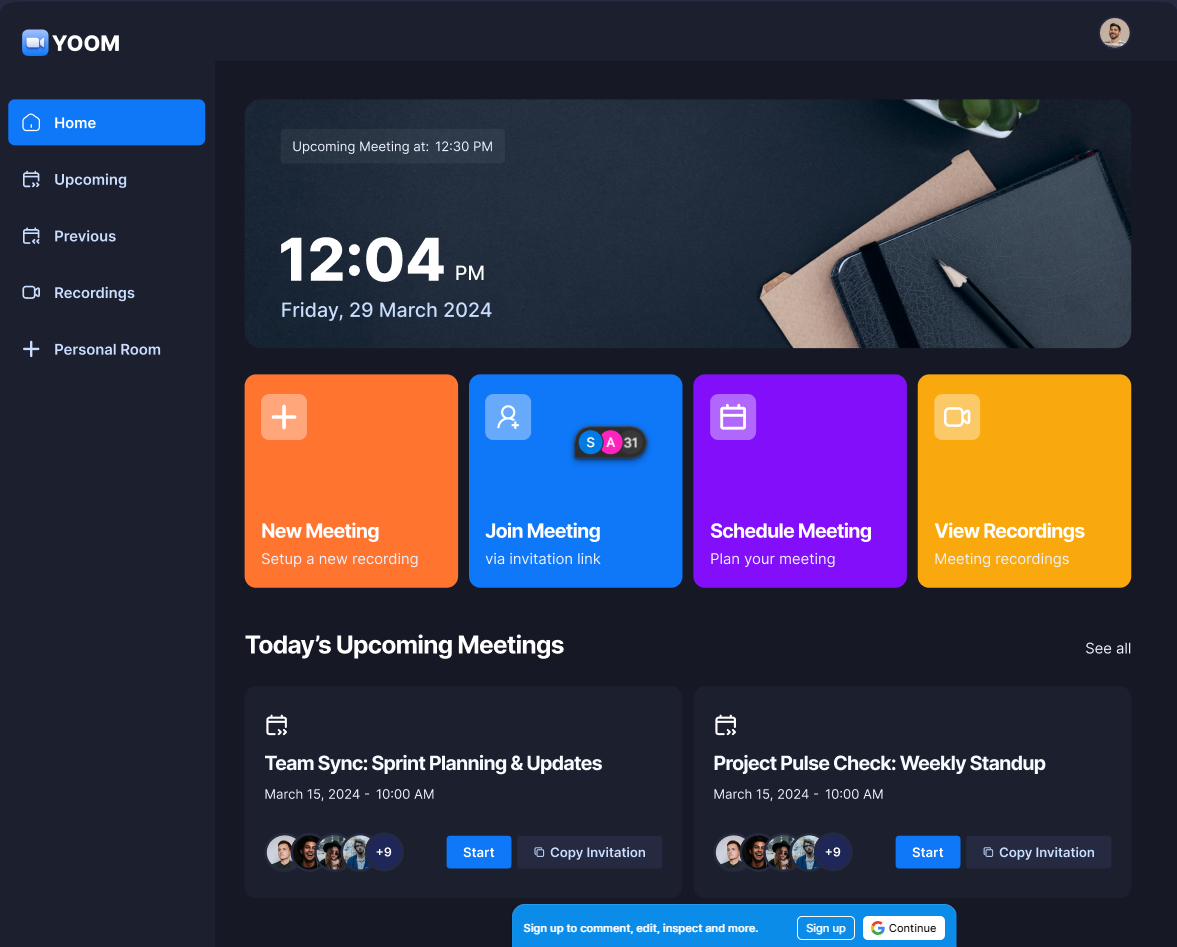 YOOM
Home
Upcoming
Previous
Recordings
Personal Room
Upcoming Meeting at: 12:30 PM
12:04 PM
Friday, 29 March 2024
New Meeting
Setup a new recording
S A 31
Join Meeting
via invitation link
Schedule Meeting
Plan your meeting
View Recordings
Meeting recordings
Today’s Upcoming Meetings
See all
Team Sync: Sprint Planning & Updates
March 15, 2024 - 10:00 AM
+9
Start
Copy Invitation
Project Pulse Check: Weekly Standup
March 15, 2024 - 10:00 AM
+9
Start
Copy Invitation
Sign up to comment, edit, inspect and more.
Sign up
Continue